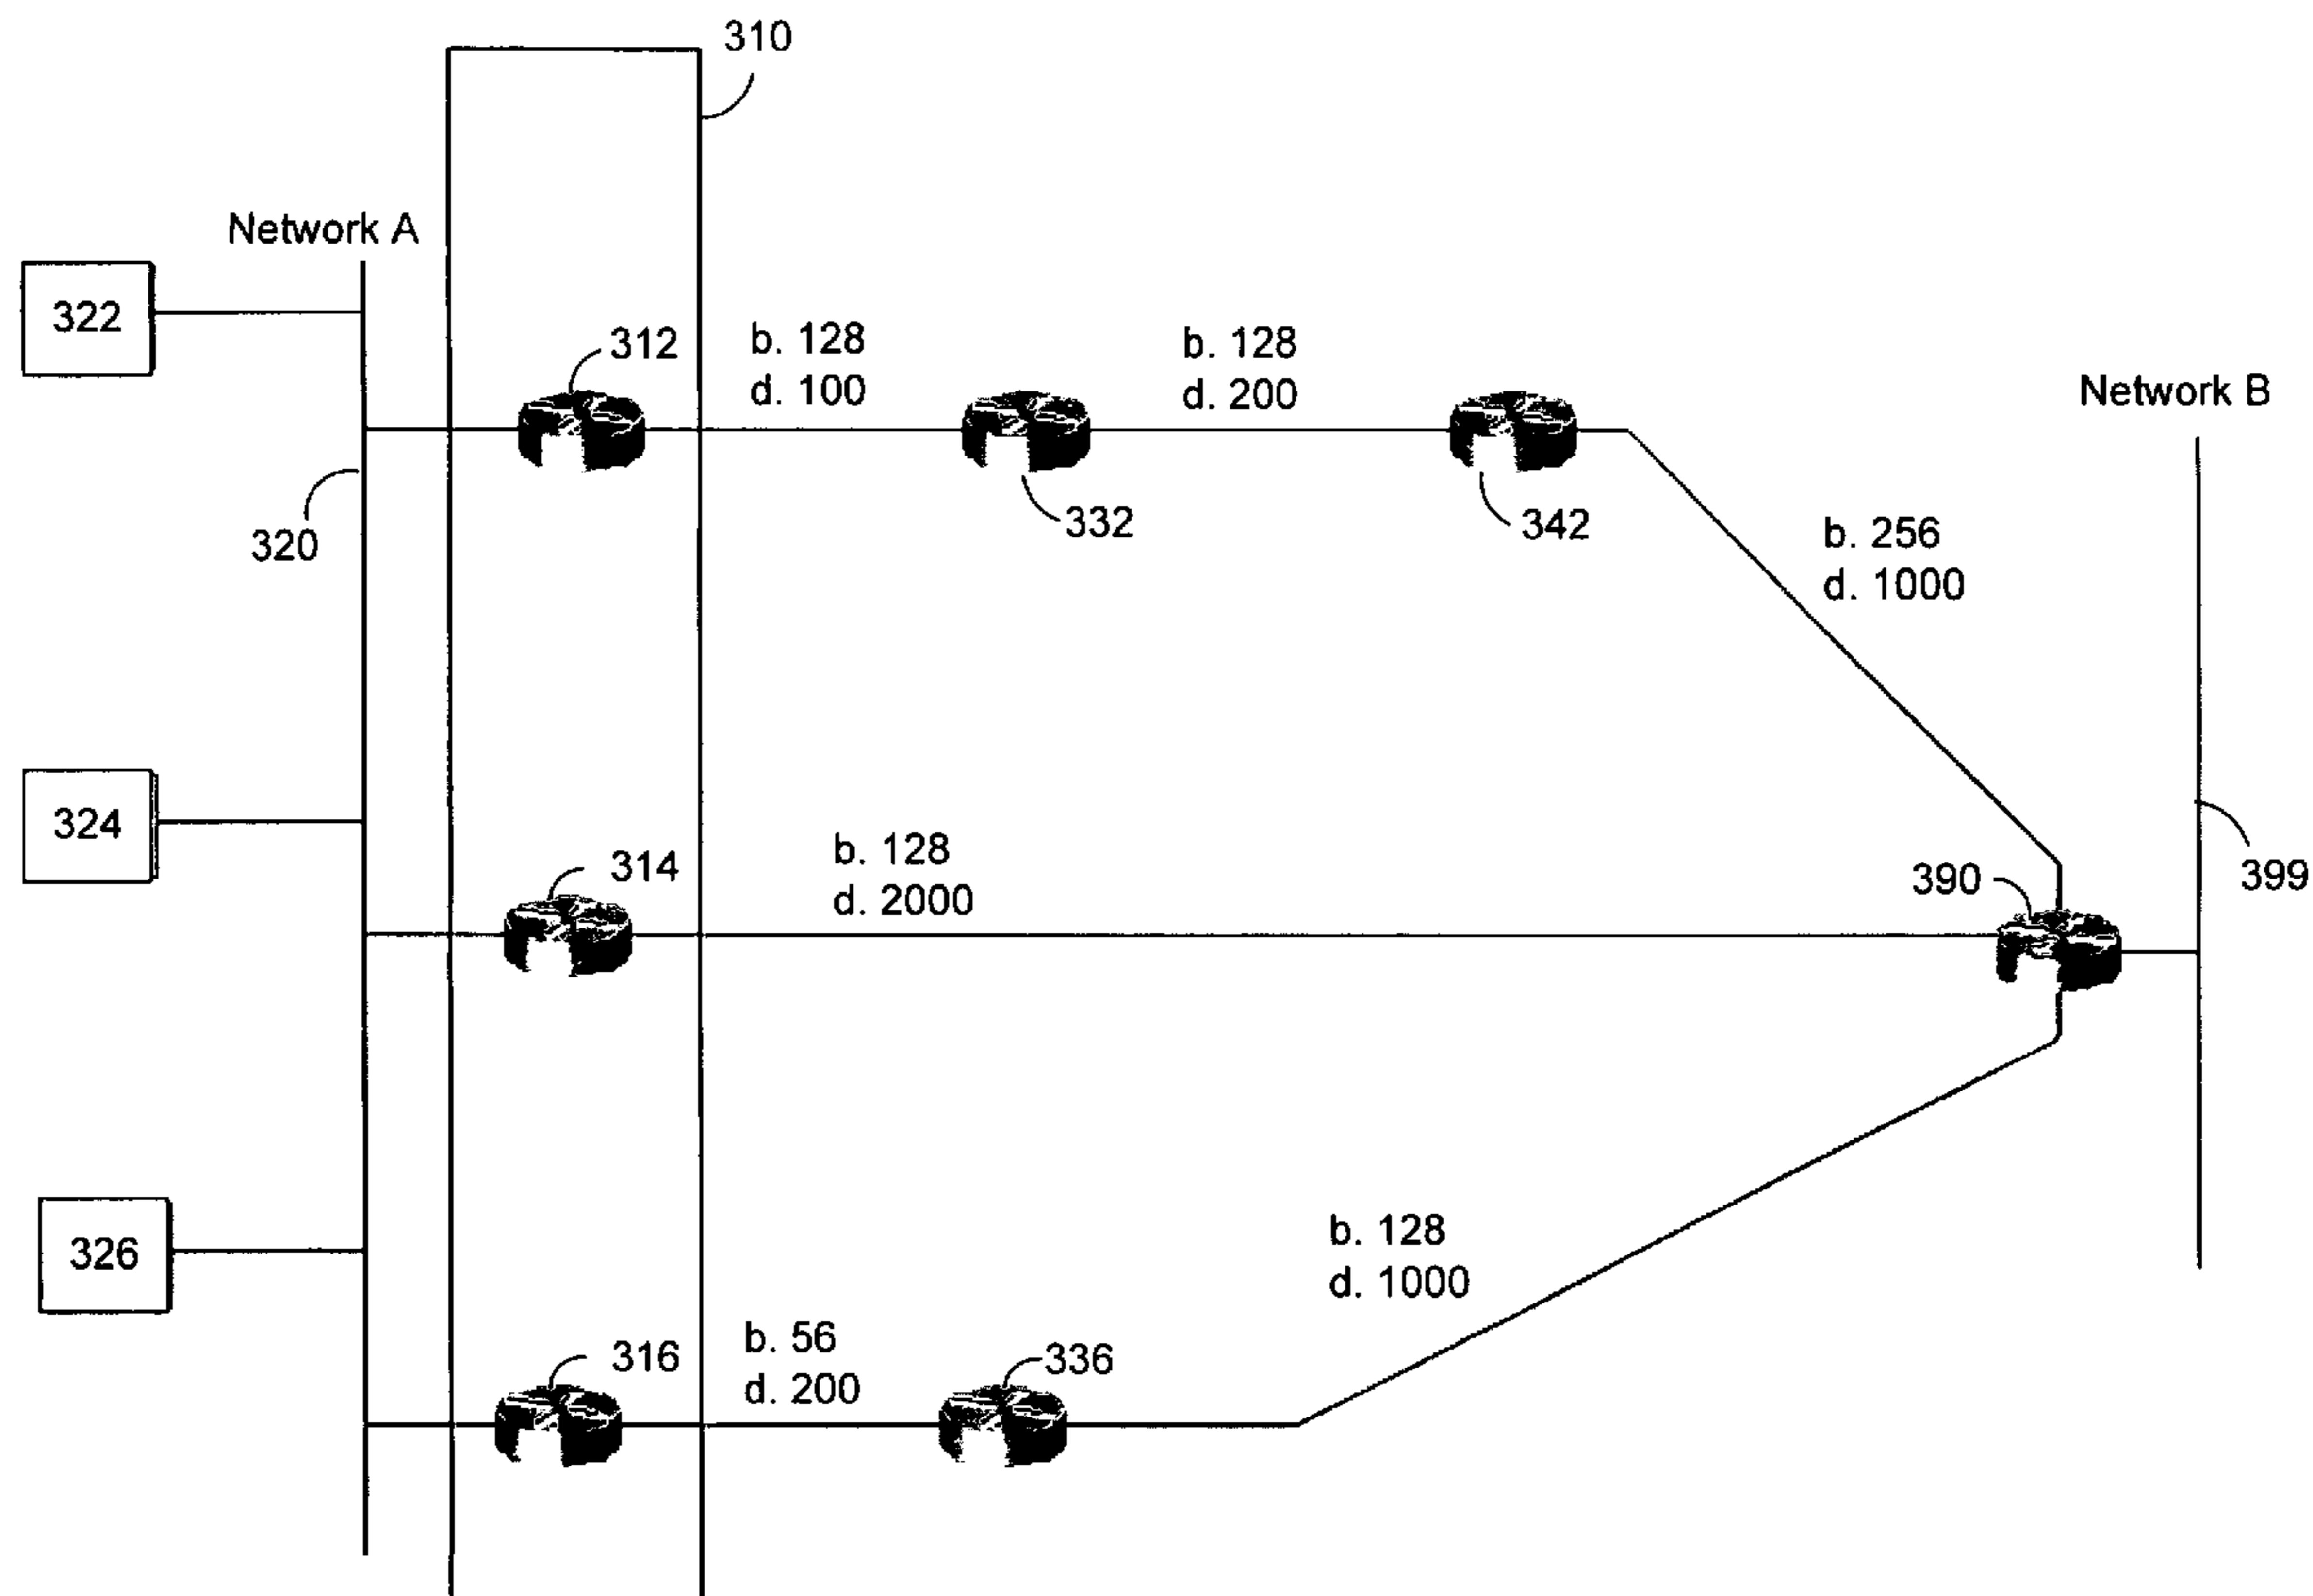 310
Network A
322
312
b. 128
d. 100
b. 128
d. 200
Network B
332
342
320
b. 256
d. 1000
324
314
b. 128
d. 2000
390
399
326
b. 128
d. 1000
316
b. 56
d. 200
336